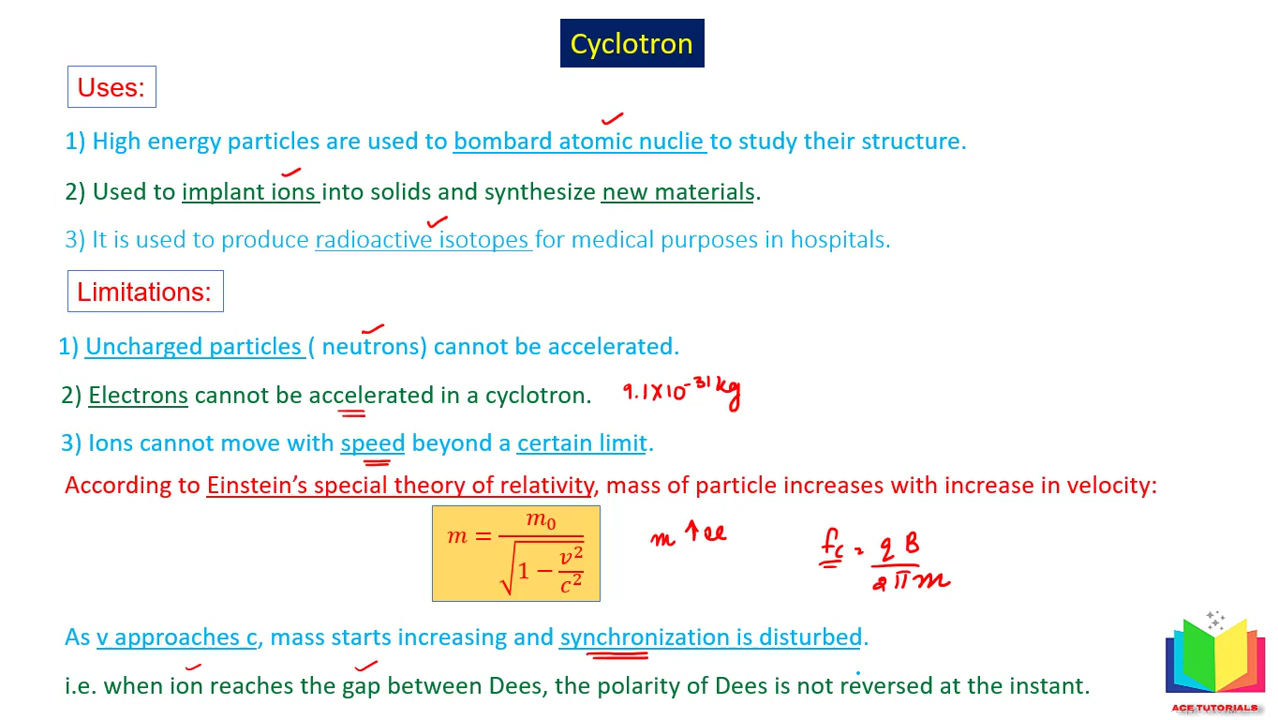 Cyclotron
Uses:
1) High energy particles are used to bombard atomic nuclie to study their structure.
2) Used to implant ions into solids and synthesize new materials.
3) It is used to produce radioactive isotopes for medical purposes in hospitals.
Limitations:
1) Uncharged particles ( neutrons) cannot be accelerated.
2) Electrons cannot be accelerated in a cyclotron. 9.1×10⁻³¹ kg
3) Ions cannot move with speed beyond a certain limit.
According to Einstein's special theory of relativity, mass of particle increases with increase in velocity:
m = m₀ / √(1 − v²/c²) m↑ fc = qB / 2πm
As v approaches c, mass starts increasing and synchronization is disturbed.
i.e. when ion reaches the gap between Dees, the polarity of Dees is not reversed at the instant.
ACE TUTORIALS